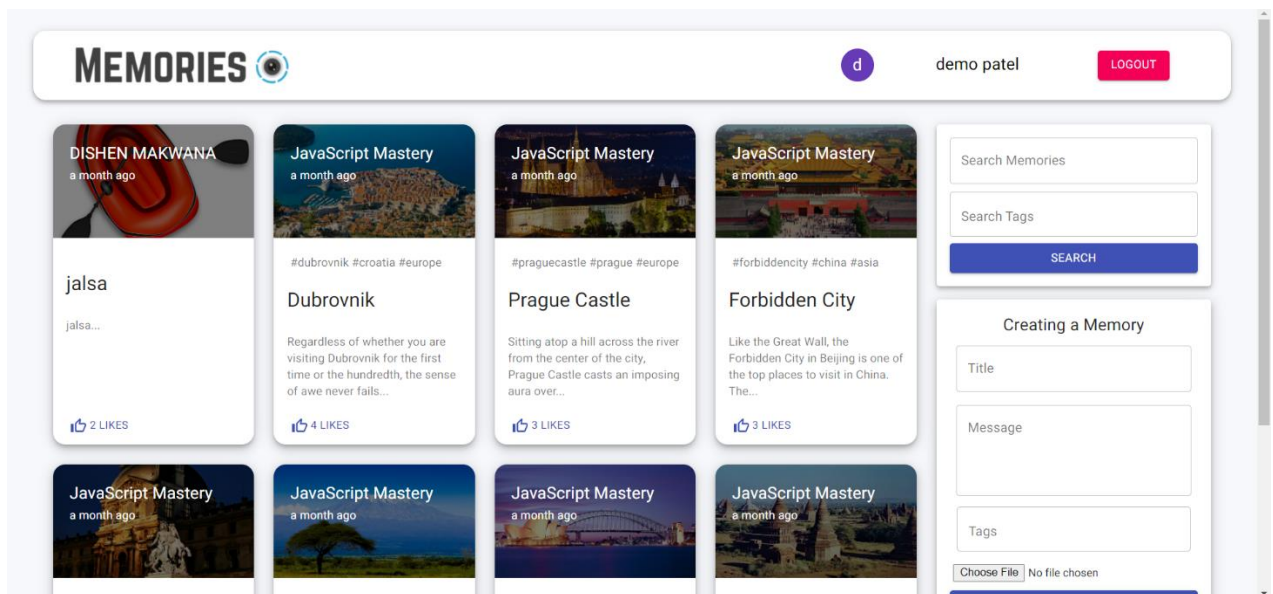 MEMORIES
d
demo patel
LOGOUT
DISHEN MAKWANA
a month ago
jalsa
jalsa...
2 LIKES
JavaScript Mastery
a month ago
#dubrovnik #croatia #europe
Dubrovnik
Regardless of whether you are
visiting Dubrovnik for the first
time or the hundredth, the sense
of awe never fails...
4 LIKES
JavaScript Mastery
a month ago
#praguecastle #prague #europe
Prague Castle
Sitting atop a hill across the river
from the center of the city,
Prague Castle casts an imposing
aura over...
3 LIKES
JavaScript Mastery
a month ago
#forbiddencity #china #asia
Forbidden City
Like the Great Wall, the
Forbidden City in Beijing is one of
the top places to visit in China.
The...
3 LIKES
JavaScript Mastery
a month ago
JavaScript Mastery
a month ago
JavaScript Mastery
a month ago
JavaScript Mastery
a month ago
Search Memories
Search Tags
SEARCH
Creating a Memory
Title
Message
Tags
Choose File No file chosen